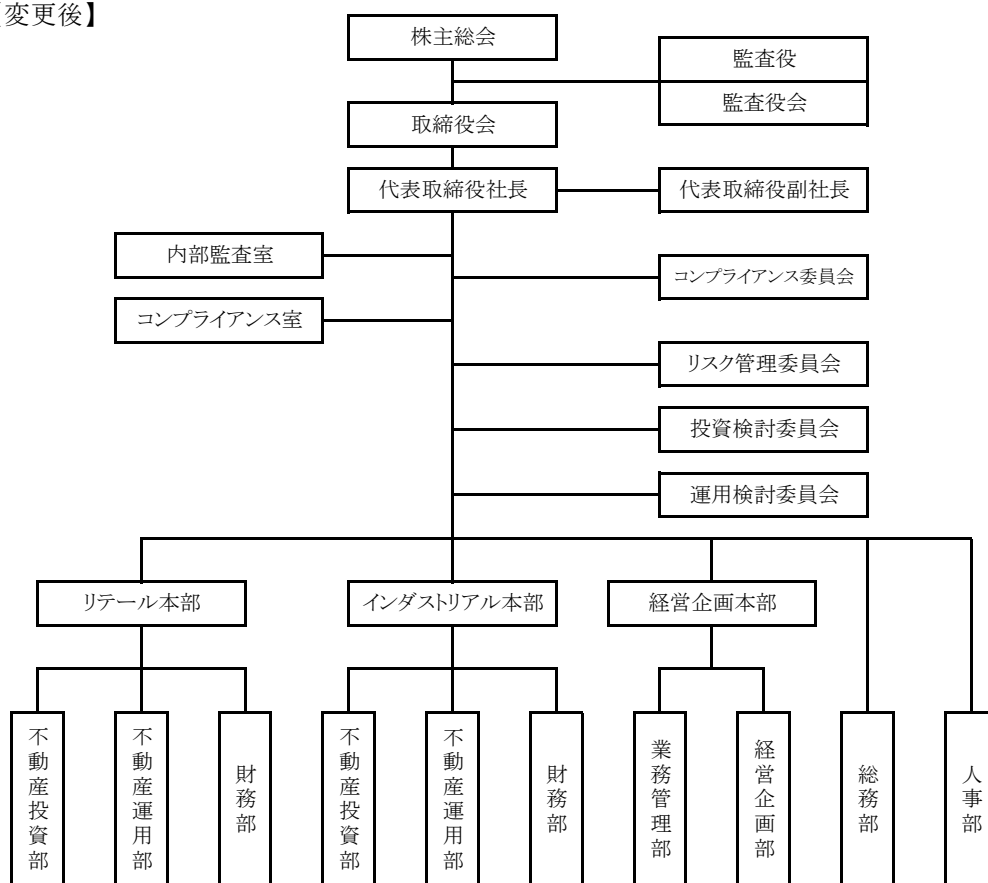 【変更後】
株主総会
監査役
監査役会
取締役会
代表取締役社長
代表取締役副社長
内部監査室
コンプライアンス委員会
コンプライアンス室
リスク管理委員会
投資検討委員会
運用検討委員会
リテール本部
インダストリアル本部
経営企画本部
不動産投資部
不動産運用部
財務部
不動産投資部
不動産運用部
財務部
業務管理部
経営企画部
総務部
人事部